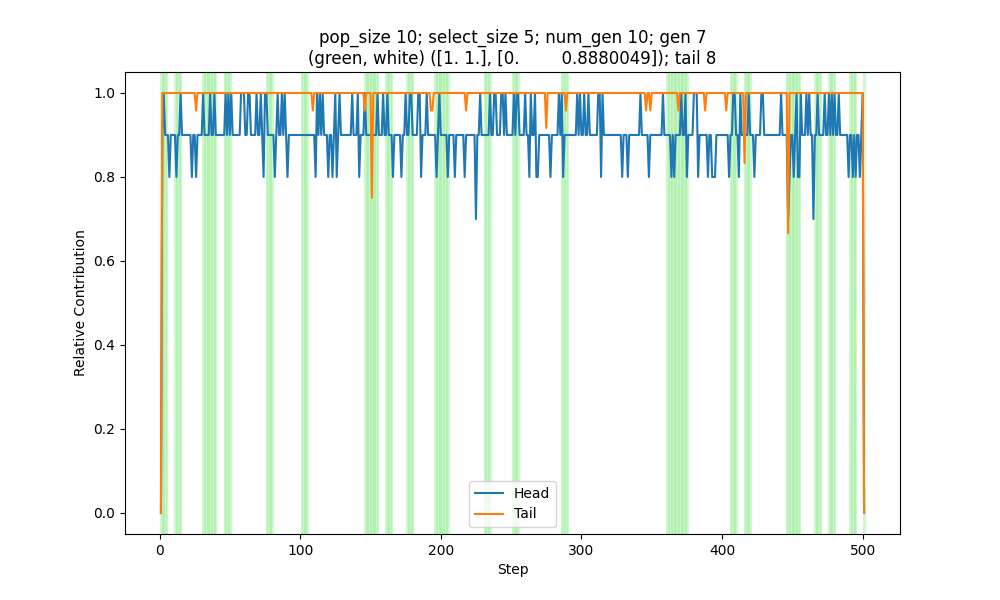 pop_size 10; select_size 5; num_gen 10; gen 7
(green, white) ([1. 1.], [0.         0.8880049]); tail 8
Relative Contribution
1.0
0.8
0.6
0.4
0.2
0.0
Head
Tail
0
100
200
300
400
500
Step